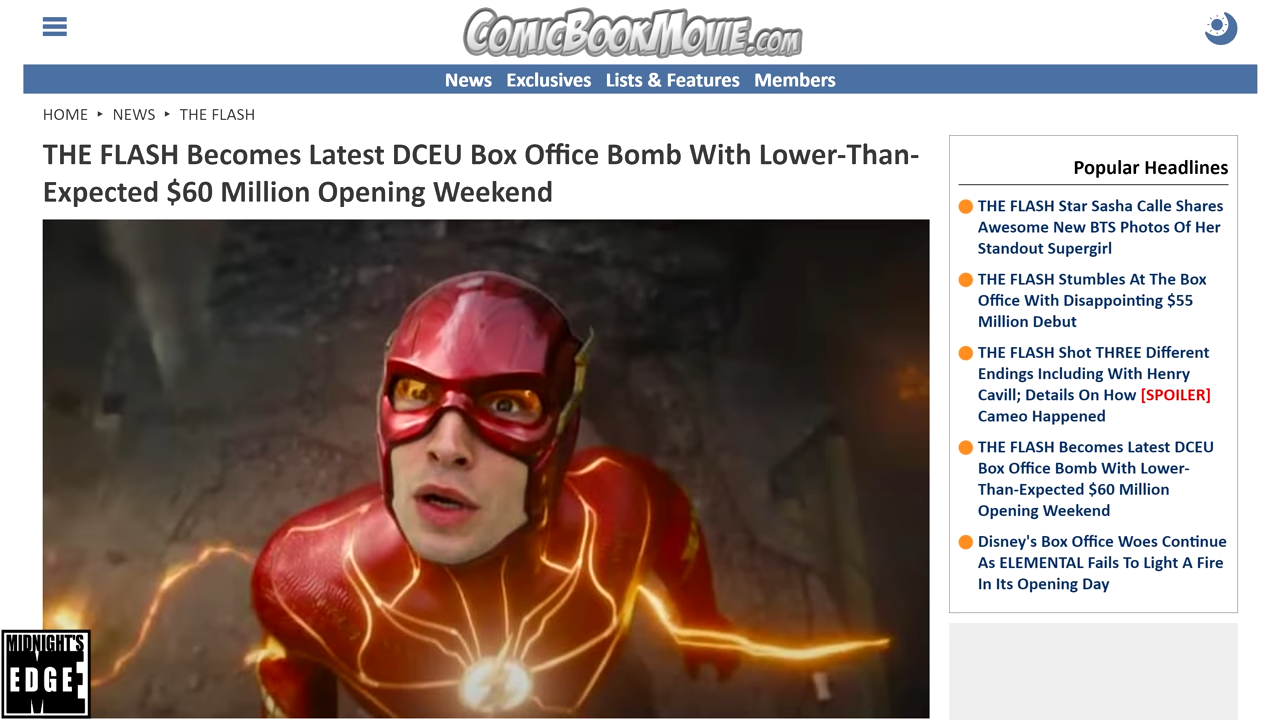 ComicBookMovie.com
News Exclusives Lists & Features Members
HOME ▸ NEWS ▸ THE FLASH
THE FLASH Becomes Latest DCEU Box Office Bomb With Lower-Than-
Expected $60 Million Opening Weekend
Popular Headlines
THE FLASH Star Sasha Calle Shares
Awesome New BTS Photos Of Her
Standout Supergirl
THE FLASH Stumbles At The Box
Office With Disappointing $55
Million Debut
THE FLASH Shot THREE Different
Endings Including With Henry
Cavill; Details On How [SPOILER]
Cameo Happened
THE FLASH Becomes Latest DCEU
Box Office Bomb With Lower-
Than-Expected $60 Million
Opening Weekend
Disney's Box Office Woes Continue
As ELEMENTAL Fails To Light A Fire
In Its Opening Day
MIDNIGHT'S
EDGE